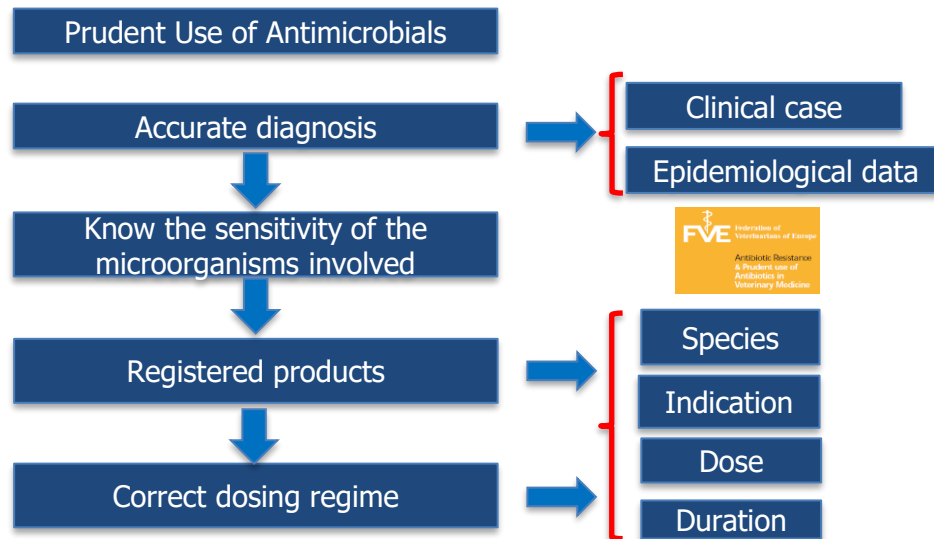 Prudent Use of Antimicrobials
Accurate diagnosis
Clinical case
Epidemiological data
Know the sensitivity of the
microorganisms involved
FVE
Federation of
Veterinarians of Europe
Antibiotic Resistance
& Prudent use of
Antibiotics in
Veterinary Medicine
Registered products
Species
Indication
Correct dosing regime
Dose
Duration